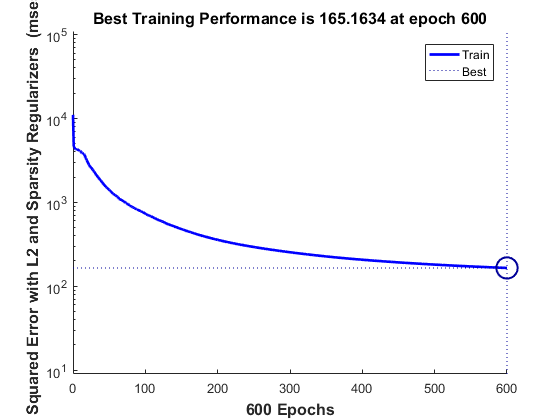 Best Training Performance is 165.1634 at epoch 600
Squared Error with L2 and Sparsity Regularizers (mse
10^5
10^4
10^3
10^2
10^1
Train
Best
0 100 200 300 400 500 600
600 Epochs